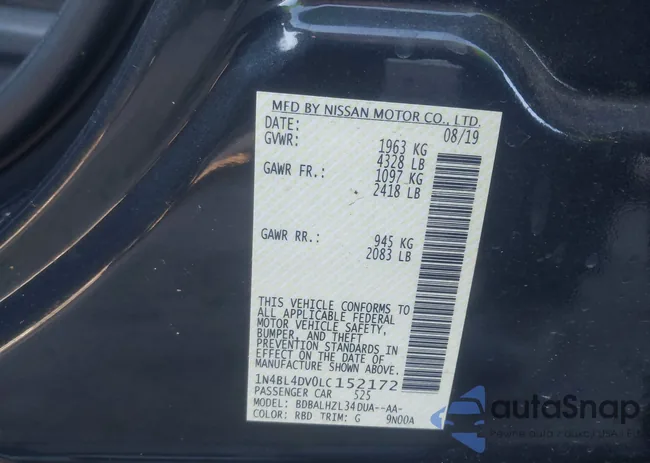 MFD BY NISSAN MOTOR CO., LTD.
DATE: 08/19
GVWR: 1963 KG
4328 LB
GAWR FR.: 1097 KG
2418 LB
GAWR RR.: 945 KG
2083 LB
THIS VEHICLE CONFORMS TO
ALL APPLICABLE FEDERAL
MOTOR VEHICLE SAFETY,
BUMPER, AND THEFT
PREVENTION STANDARDS IN
EFFECT ON THE DATE OF
MANUFACTURE SHOWN ABOVE.
1N4BL4DV0LC152172
PASSENGER CAR 525
MODEL: BDBALHZL34DUA--AA-
COLOR: RBD TRIM: G 9N00A
autoSnap